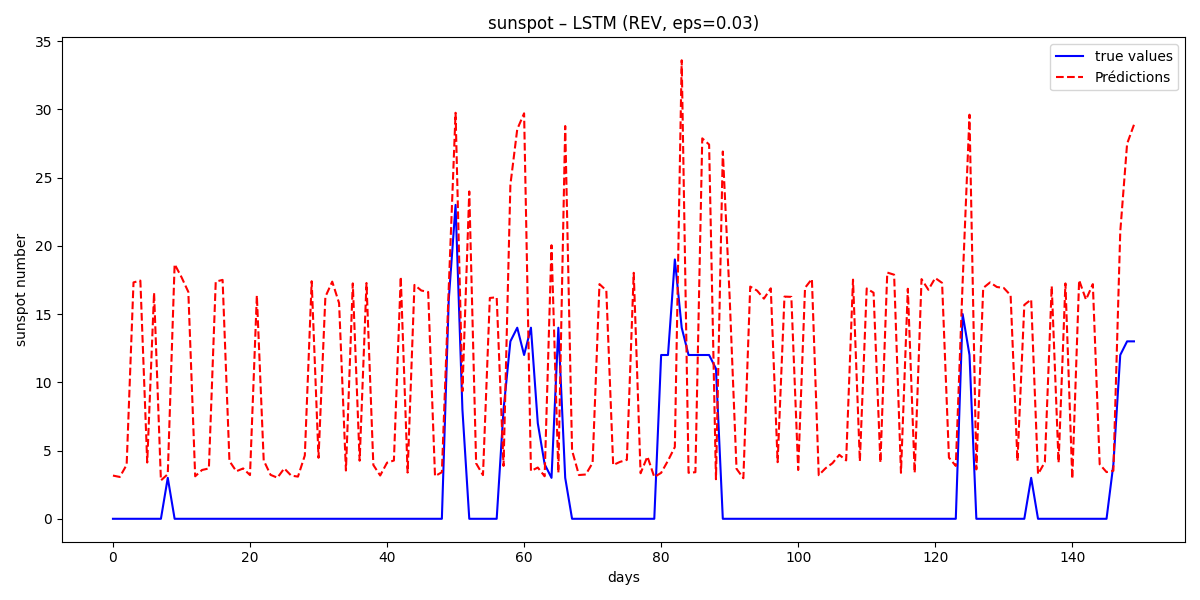 sunspot – LSTM (REV, eps=0.03)
true values
Prédictions
sunspot number
35
30
25
20
15
10
5
0
0 20 40 60 80 100 120 140
days